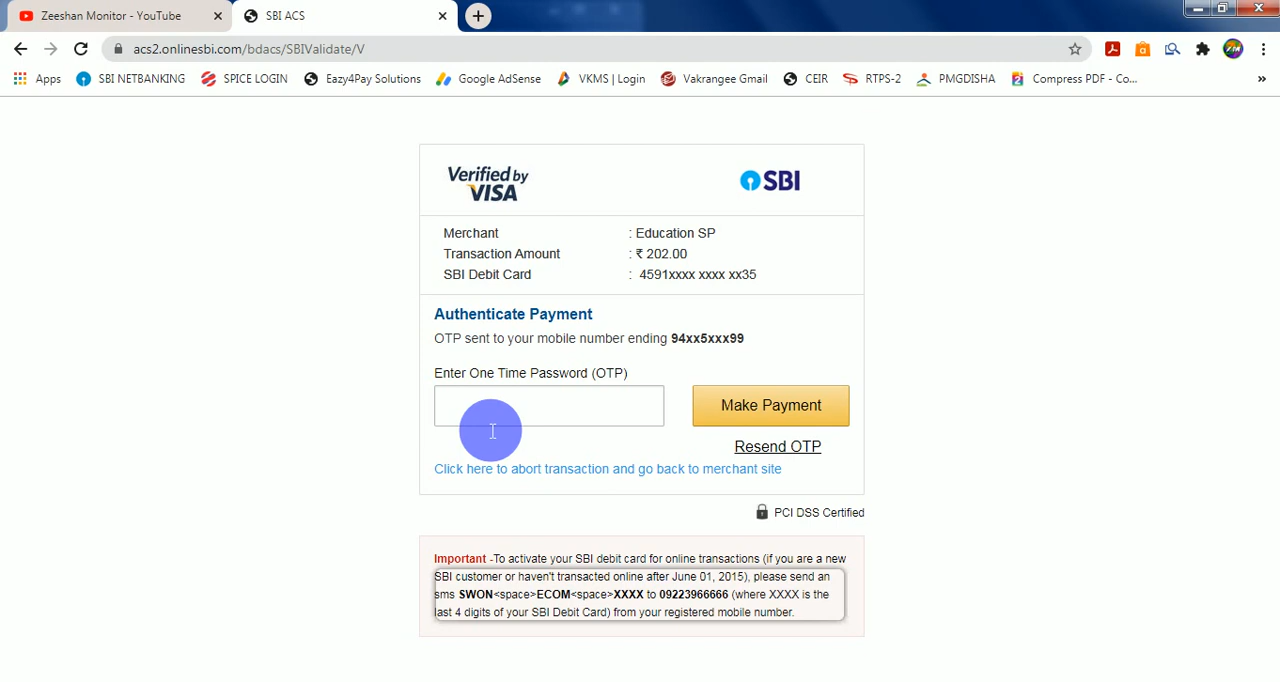 Zeeshan Monitor - YouTube
SBI ACS
acs2.onlinesbi.com/bdacs/SBIValidate/V
Apps SBI NETBANKING SPICE LOGIN Eazy4Pay Solutions Google AdSense VKMS | Login Vakrangee Gmail CEIR RTPS-2 PMGDISHA Compress PDF - Co... »
Verified by VISA
SBI
Merchant : Education SP
Transaction Amount : ₹ 202.00
SBI Debit Card : 4591xxxx xxxx xx35
Authenticate Payment
OTP sent to your mobile number ending 94xx5xxx99
Enter One Time Password (OTP)
Make Payment
Resend OTP
Click here to abort transaction and go back to merchant site
PCI DSS Certified
Important -To activate your SBI debit card for online transactions (if you are a new
SBI customer or haven't transacted online after June 01, 2015), please send an
sms SWON<space>ECOM<space>XXXX to 09223966666 (where XXXX is the
last 4 digits of your SBI Debit Card) from your registered mobile number.